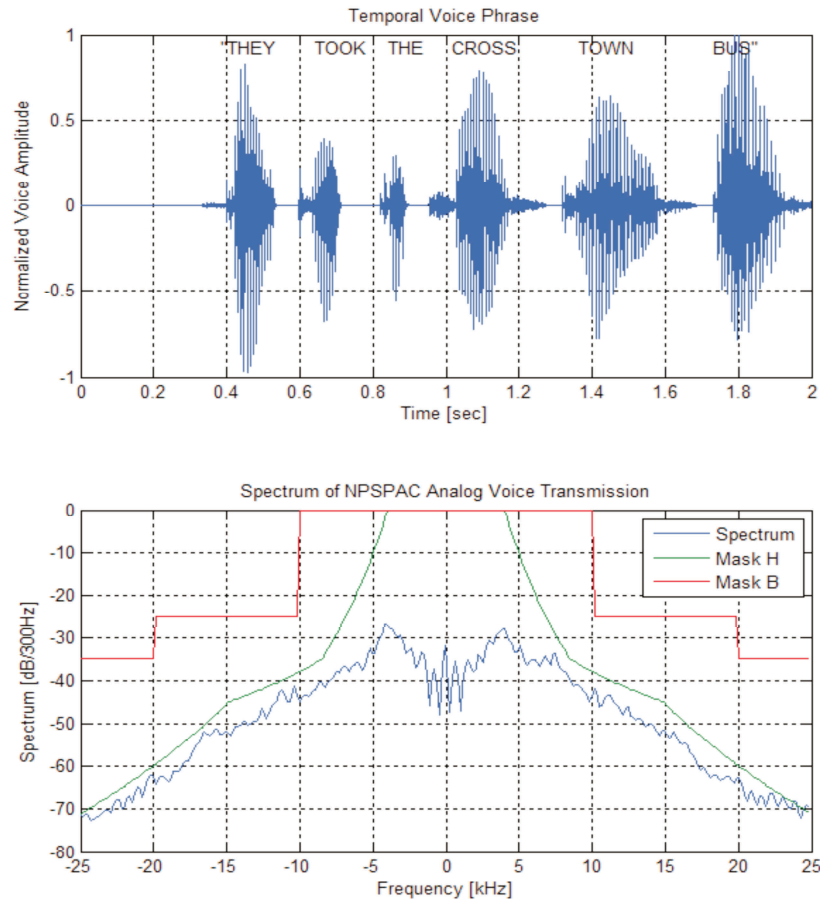 Temporal Voice Phrase
"THEY TOOK THE CROSS TOWN BUS"
1
0.5
0
-0.5
-1
Normalized Voice Amplitude
0 0.2 0.4 0.6 0.8 1 1.2 1.4 1.6 1.8 2
Time [sec]
Spectrum of NPSPAC Analog Voice Transmission
0
-10
-20
-30
-40
-50
-60
-70
-80
Spectrum [dB/300Hz]
Spectrum
Mask H
Mask B
-25 -20 -15 -10 -5 0 5 10 15 20 25
Frequency [kHz]